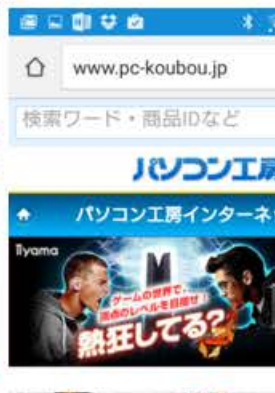 www.pc-koubou.jp
検索ワード・商品IDなど
パソコン工房
パソコン工房インターネ
iiyama
ゲームの世界で、
頂点のレベルを目指せ!
熱狂してる?